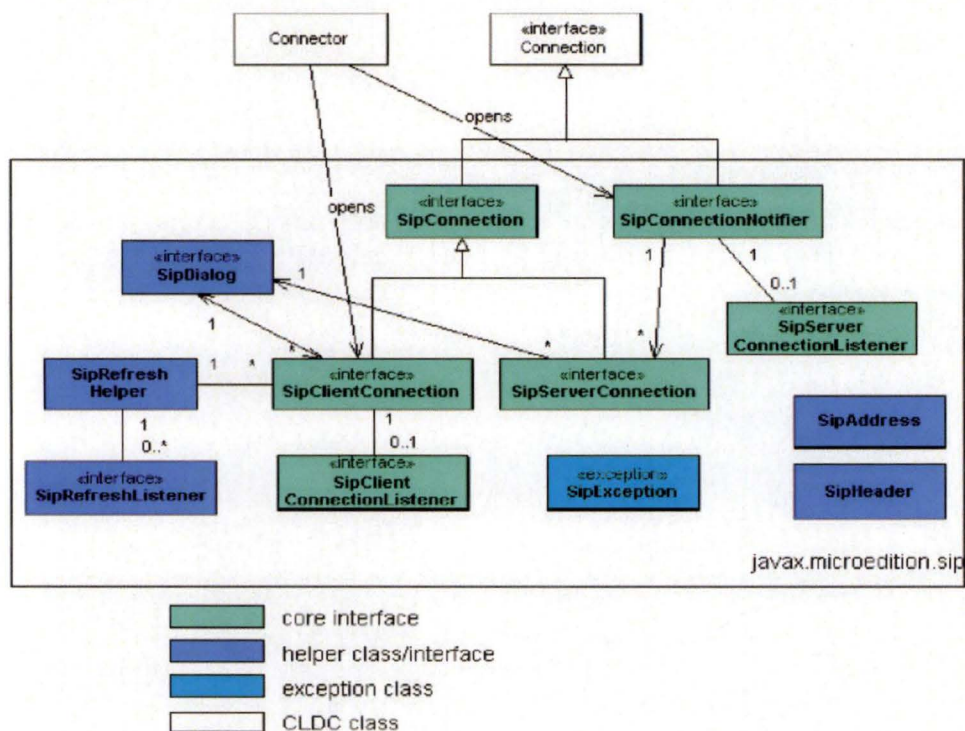 Connector
«interface»
Connection
opens
opens
«interface»
SipConnection
«interface»
SipConnectionNotifier
«interface»
SipDialog
1
1
1
1
0..1
«interface»
SipServer
ConnectionListener
*
*
*
SipRefresh
Helper
1
*
«interface»
SipClientConnection
«interface»
SipServerConnection
1
0..*
1
0..1
SipAddress
«interface»
SipRefreshListener
«interface»
SipClient
ConnectionListener
«exception»
SipException
SipHeader
javax.microedition.sip
core interface
helper class/interface
exception class
CLDC class